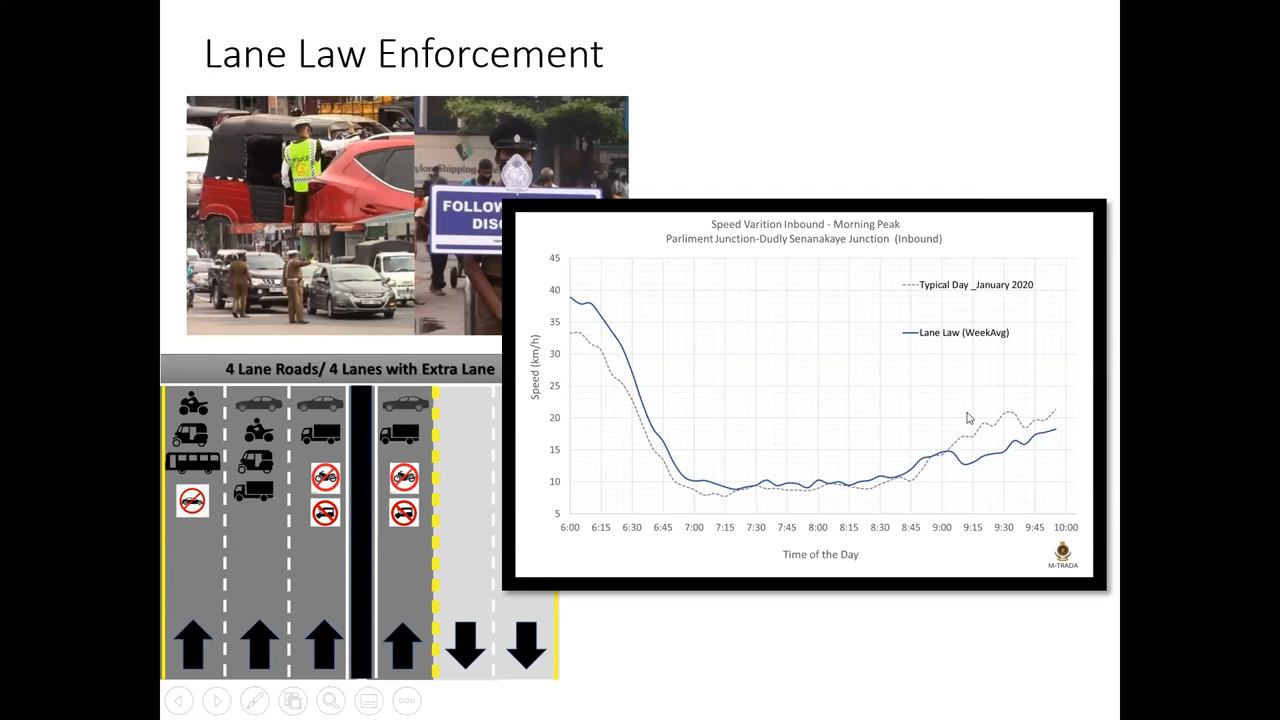 Lane Law Enforcement
FOLLOW
DISC
4 Lane Roads/ 4 Lanes with Extra Lane
Speed Varition Inbound - Morning Peak
Parliment Junction-Dudly Senanakaye Junction (Inbound)
45
40
35
30
25
20
15
10
5
Speed (km/h)
Typical Day _January 2020
Lane Law (WeekAvg)
6:00 6:15 6:30 6:45 7:00 7:15 7:30 7:45 8:00 8:15 8:30 8:45 9:00 9:15 9:30 9:45 10:00
Time of the Day
M-TRADA